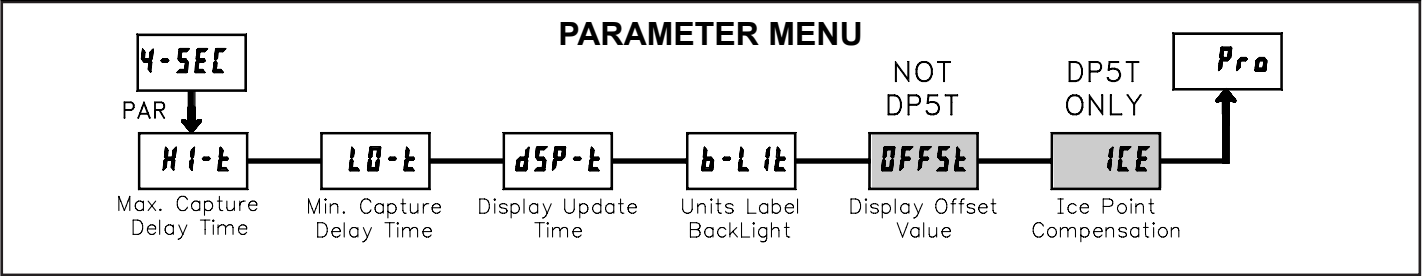 PARAMETER MENU
4-SEC
Pro
NOT
DP5T
DP5T
ONLY
PAR
HI-t
LO-t
dSP-t
b-LIt
OFFSt
ICE
Max. Capture
Delay Time
Min. Capture
Delay Time
Display Update
Time
Units Label
BackLight
Display Offset
Value
Ice Point
Compensation